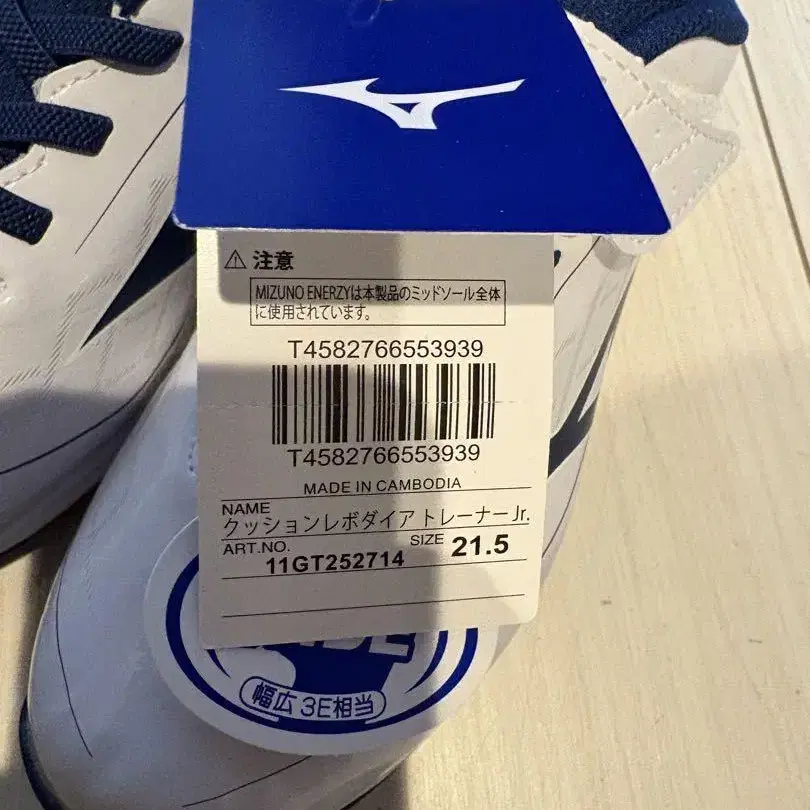 ⚠ 注意
MIZUNO ENERZYは本製品のミッドソール全体
に使用されています。
T4582766553939
T4582766553939
MADE IN CAMBODIA
NAME
クッションレボダイア トレーナー Jr.
ART.NO. 11GT252714 SIZE 21.5
幅広 3E相当